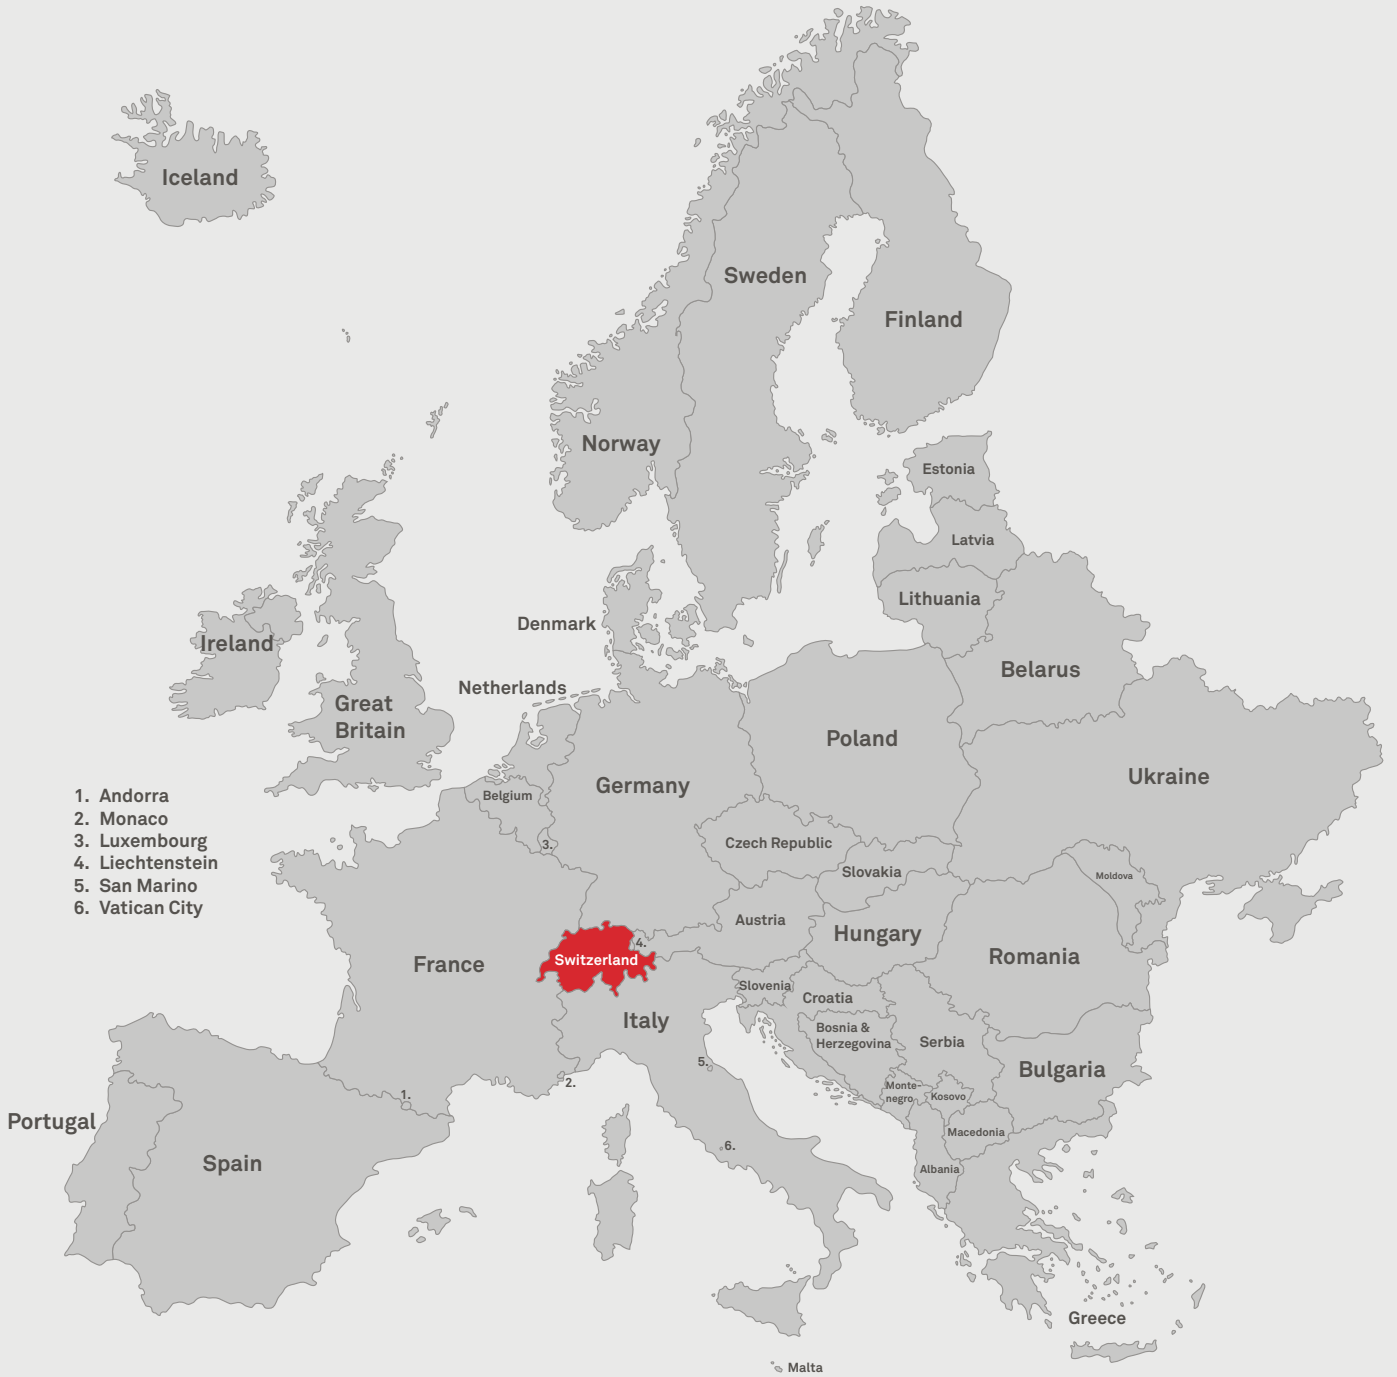 Iceland
Sweden
Finland
Norway
Estonia
Latvia
Lithuania
Denmark
Ireland
Belarus
Netherlands
Great
Britain
Poland
Ukraine
Germany
Belgium
1. Andorra
2. Monaco
3. Luxembourg
4. Liechtenstein
5. San Marino
6. Vatican City
3.
Czech Republic
Slovakia
Moldova
Austria
Hungary
4.
Switzerland
France
Romania
Slovenia
Croatia
Italy
Bosnia &
Herzegovina
Serbia
5.
Bulgaria
2.
1.
Monte-
negro
Kosovo
Portugal
Macedonia
6.
Spain
Albania
Greece
Malta